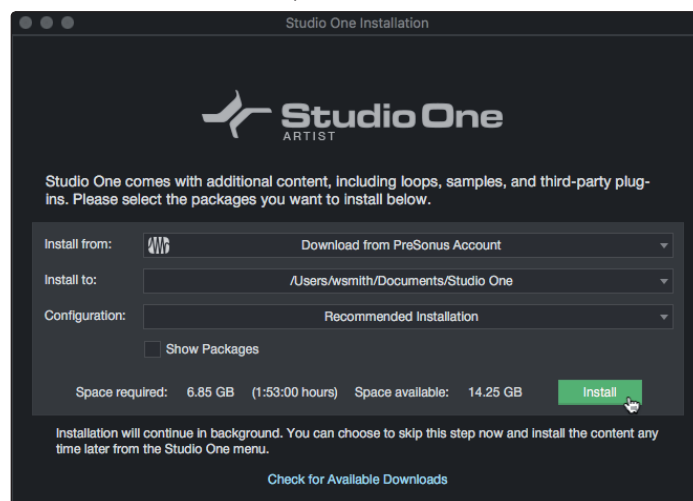 Studio One Installation
Studio One
ARTIST
Studio One comes with additional content, including loops, samples, and third-party plug-
ins. Please select the packages you want to install below.
Install from: Download from PreSonus Account
Install to: /Users/wsmith/Documents/Studio One
Configuration: Recommended Installation
Show Packages
Space required: 6.85 GB (1:53:00 hours) Space available: 14.25 GB Install
Installation will continue in background. You can choose to skip this step now and install the content any
time later from the Studio One menu.
Check for Available Downloads